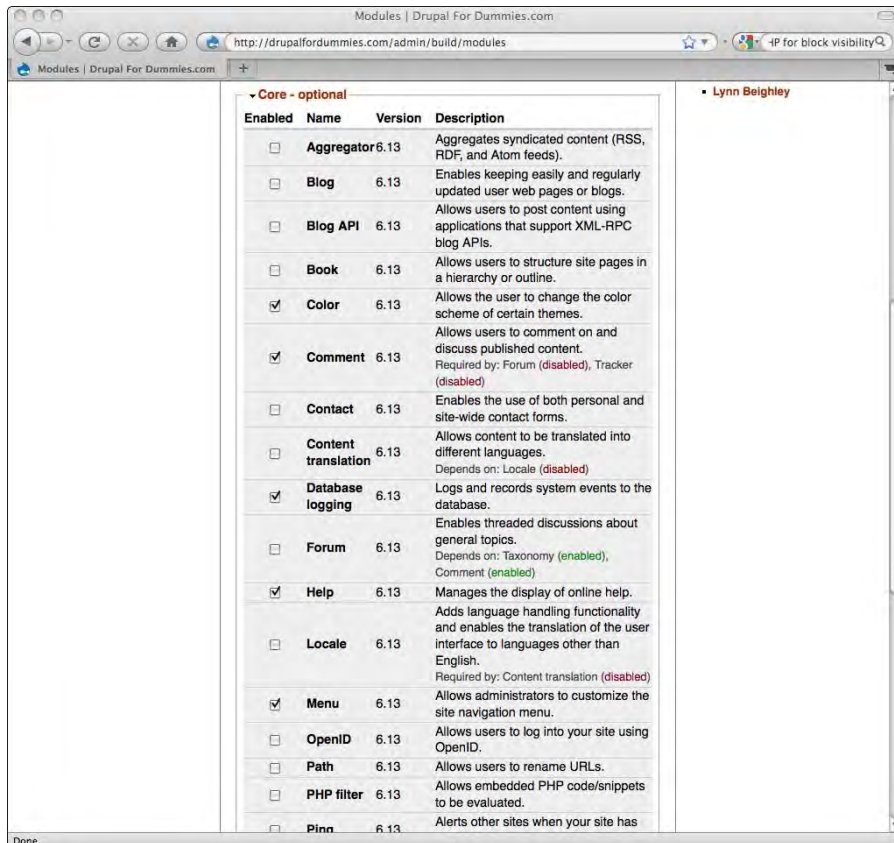 Modules | Drupal For Dummies.com
http://drupalfordummies.com/admin/build/modules
HP for block visibility
Modules | Drupal For Dummies.com
+
Core - optional
Lynn Beighley
Enabled Name Version Description
Aggregator 6.13 Aggregates syndicated content (RSS,
RDF, and Atom feeds).
Blog 6.13 Enables keeping easily and regularly
updated user web pages or blogs.
Blog API 6.13 Allows users to post content using
applications that support XML-RPC
blog APIs.
Book 6.13 Allows users to structure site pages in
a hierarchy or outline.
Color 6.13 Allows the user to change the color
scheme of certain themes.
Comment 6.13 Allows users to comment on and
discuss published content.
Required by: Forum (disabled), Tracker
(disabled)
Contact 6.13 Enables the use of both personal and
site-wide contact forms.
Content translation 6.13 Allows content to be translated into
different languages.
Depends on: Locale (disabled)
Database logging 6.13 Logs and records system events to the
database.
Forum 6.13 Enables threaded discussions about
general topics.
Depends on: Taxonomy (enabled),
Comment (enabled)
Help 6.13 Manages the display of online help.
Locale 6.13 Adds language handling functionality
and enables the translation of the user
interface to languages other than
English.
Required by: Content translation (disabled)
Menu 6.13 Allows administrators to customize the
site navigation menu.
OpenID 6.13 Allows users to log into your site using
OpenID.
Path 6.13 Allows users to rename URLs.
PHP filter 6.13 Allows embedded PHP code/snippets
to be evaluated.
Ping 6.13 Alerts other sites when your site has
Done